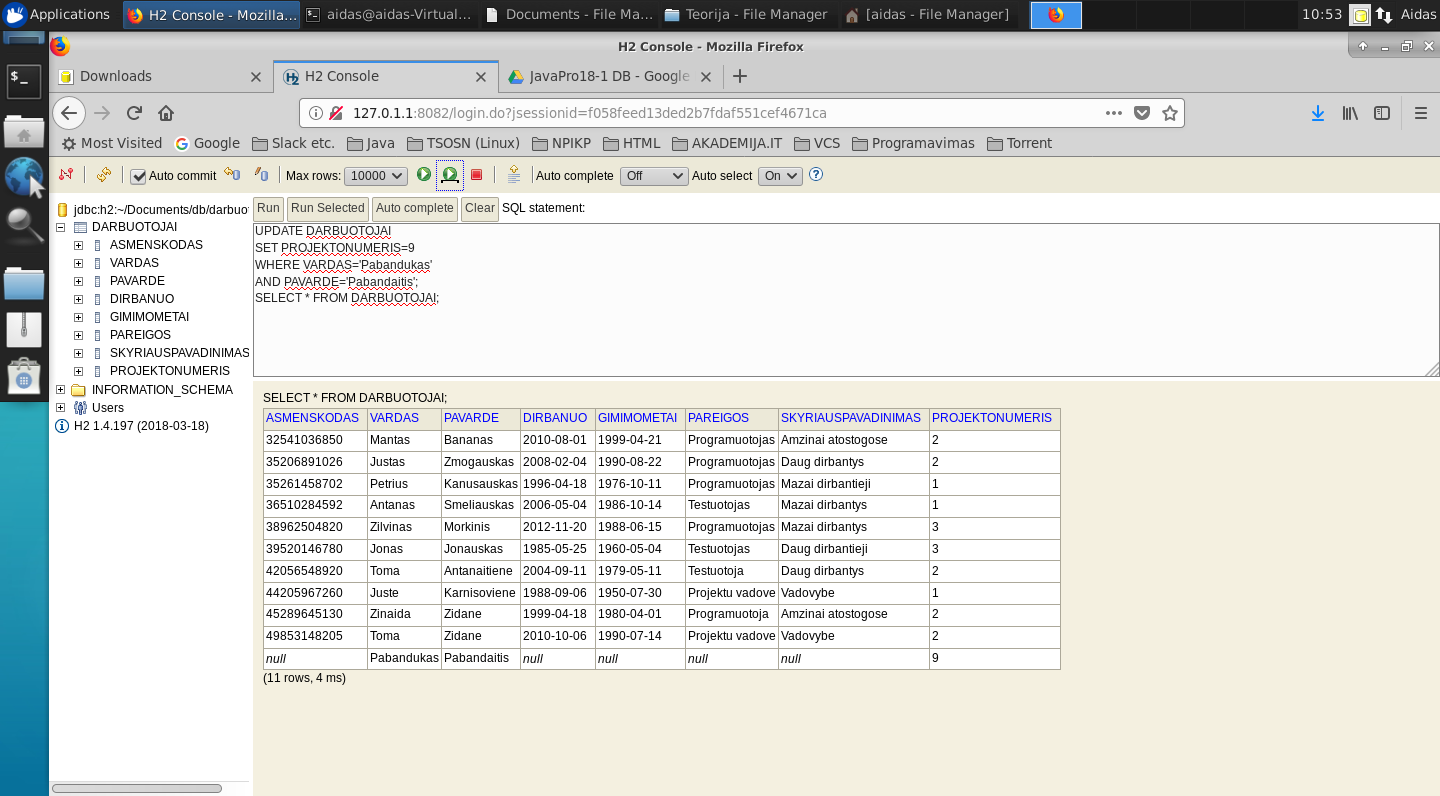 Applications H2 Console - Mozilla... aidas@aidas-Virtual... Documents - File Ma... Teorija - File Manager [aidas - File Manager] 10:53 Aidas
H2 Console - Mozilla Firefox
Downloads H2 Console JavaPro18-1 DB - Google
127.0.1.1:8082/login.do?jsessionid=f058feed13ded2b7fdaf551cef4671ca
Most Visited Google Slack etc. Java TSOSN (Linux) NPIKP HTML AKADEMIJA.IT VCS Programavimas Torrent
Auto commit Max rows: 10000 Auto complete Off Auto select On
jdbc:h2:~/Documents/db/darbuot
DARBUOTOJAI
ASMENSKODAS
VARDAS
PAVARDE
DIRBANUO
GIMIMOMETAI
PAREIGOS
SKYRIAUSPAVADINIMAS
PROJEKTONUMERIS
INFORMATION_SCHEMA
Users
H2 1.4.197 (2018-03-18)
Run Run Selected Auto complete Clear SQL statement:
UPDATE DARBUOTOJAI
SET PROJEKTONUMERIS=9
WHERE VARDAS='Pabandukas'
AND PAVARDE='Pabandaitis';
SELECT * FROM DARBUOTOJAI;
SELECT * FROM DARBUOTOJAI;
ASMENSKODAS VARDAS PAVARDE DIRBANUO GIMIMOMETAI PAREIGOS SKYRIAUSPAVADINIMAS PROJEKTONUMERIS
32541036850 Mantas Bananas 2010-08-01 1999-04-21 Programuotojas Amzinai atostogose 2
35206891026 Justas Zmogauskas 2008-02-04 1990-08-22 Programuotojas Daug dirbantys 2
35261458702 Petrius Kanusauskas 1996-04-18 1976-10-11 Programuotojas Mazai dirbantieji 1
36510284592 Antanas Smeliauskas 2006-05-04 1986-10-14 Testuotojas Mazai dirbantys 1
38962504820 Zilvinas Morkinis 2012-11-20 1988-06-15 Programuotojas Mazai dirbantys 3
39520146780 Jonas Jonauskas 1985-05-25 1960-05-04 Testuotojas Daug dirbantieji 3
42056548920 Toma Antanaitiene 2004-09-11 1979-05-11 Testuotoja Daug dirbantys 2
44205967260 Juste Karnisoviene 1988-09-06 1950-07-30 Projektu vadove Vadovybe 1
45289645130 Zinaida Zidane 1999-04-18 1980-04-01 Programuotoja Amzinai atostogose 2
49853148205 Toma Zidane 2010-10-06 1990-07-14 Projektu vadove Vadovybe 2
null Pabandukas Pabandaitis null null null null 9
(11 rows, 4 ms)